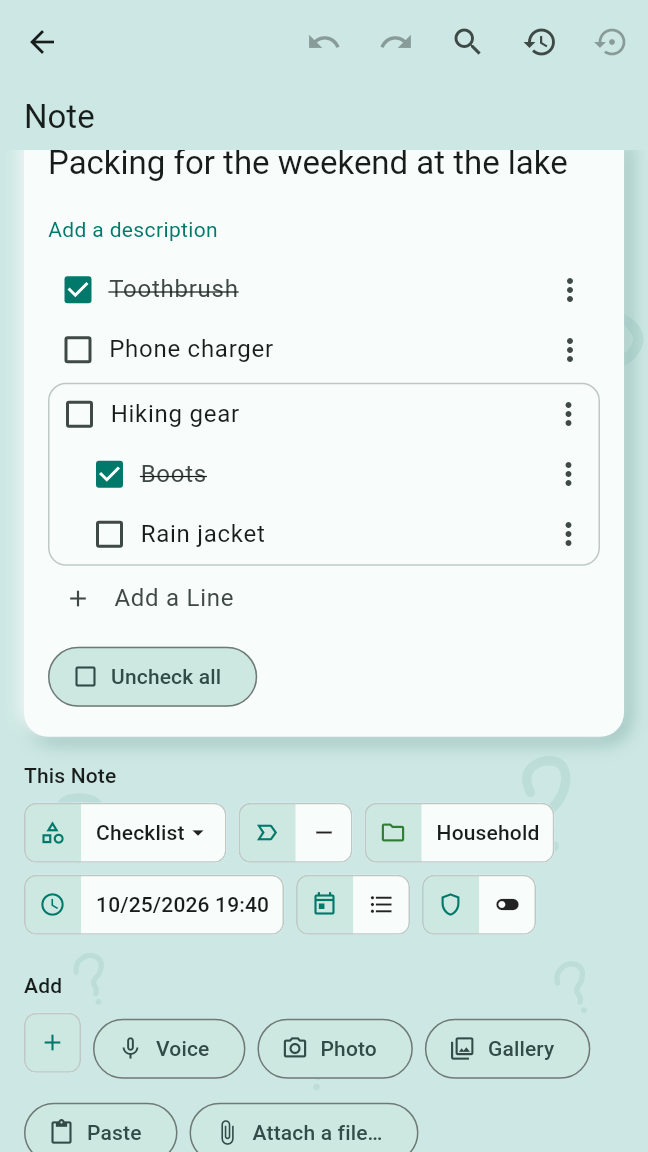 Note
Packing for the weekend at the lake
Add a description
Toothbrush
Phone charger
Hiking gear
Boots
Rain jacket
Add a Line
Uncheck all
This Note
Checklist
Household
10/25/2026 19:40
Add
Voice
Photo
Gallery
Paste
Attach a file...